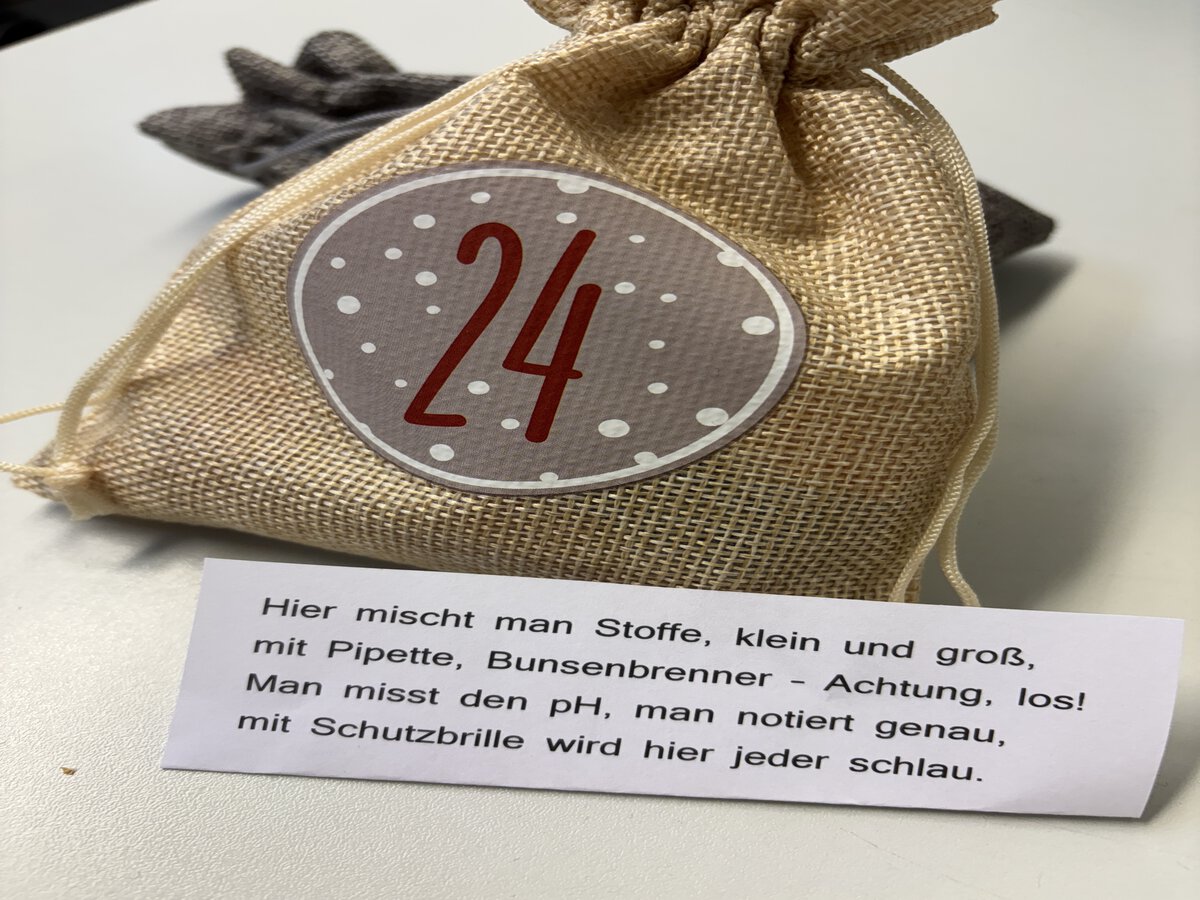 24
Hier mischt man Stoffe, klein und groß,
mit Pipette, Bunsenbrenner - Achtung, los!
Man misst den pH, man notiert genau,
mit Schutzbrille wird hier jeder schlau.